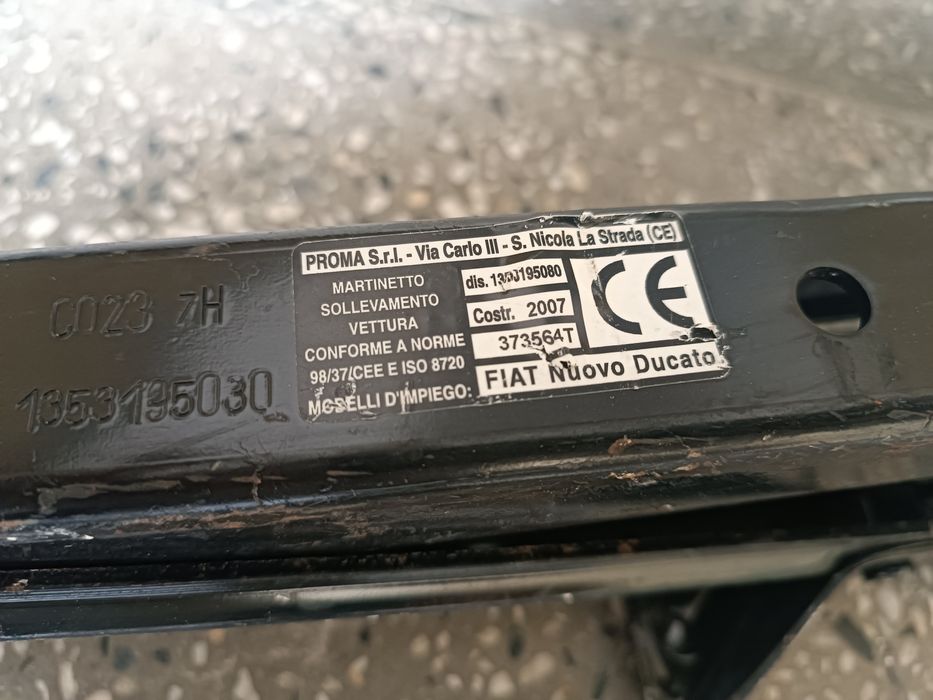 PROMA S.r.l. - Via Carlo III - S. Nicola La Strada (CE)
MARTINETTO
SOLLEVAMENTO
VETTURA
CONFORME A NORME
98/37/CEE E ISO 8720
dis.
Costr. 2007
373564T
CE
MODELLI D'IMPIEGO: FIAT Nuovo Ducato
C023 ZH
1353195030